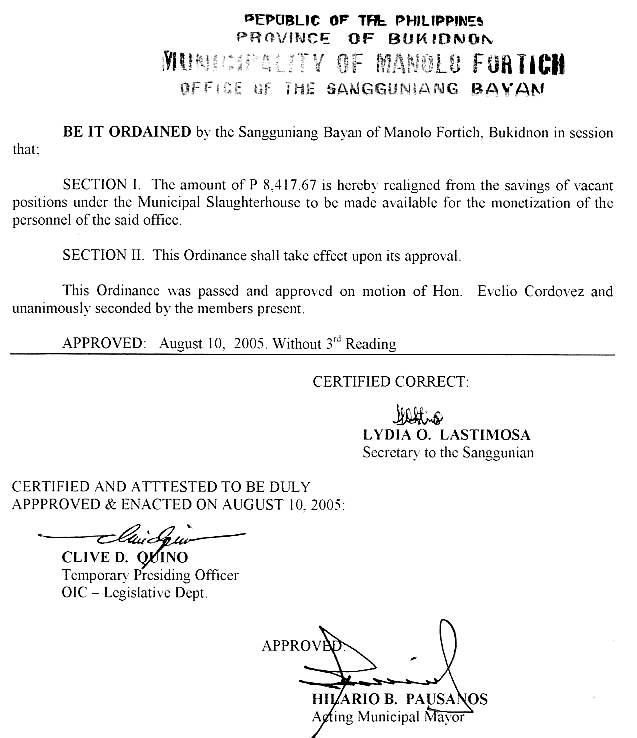 REPUBLIC OF THE PHILIPPINES
PROVINCE OF BUKIDNON
MUNICIPALITY OF MANOLO FORTICH
OFFICE OF THE SANGGUNIANG BAYAN
BE IT ORDAINED by the Sangguniang Bayan of Manolo Fortich, Bukidnon in session
that:
SECTION I. The amount of P 8,417.67 is hereby realigned from the savings of vacant
positions under the Municipal Slaughterhouse to be made available for the monetization of the
personnel of the said office.
SECTION II. This Ordinance shall take effect upon its approval.
This Ordinance was passed and approved on motion of Hon. Evelio Cordovez and
unanimously seconded by the members present.
APPROVED: August 10, 2005. Without 3rd Reading
CERTIFIED CORRECT:
LYDIA O. LASTIMOSA
Secretary to the Sanggunian
CERTIFIED AND ATTTESTED TO BE DULY
APPPROVED & ENACTED ON AUGUST 10, 2005:
CLIVE D. QUINO
Temporary Presiding Officer
OIC – Legislative Dept.
APPROVED:
HILARIO B. PAUSANOS
Acting Municipal Mayor